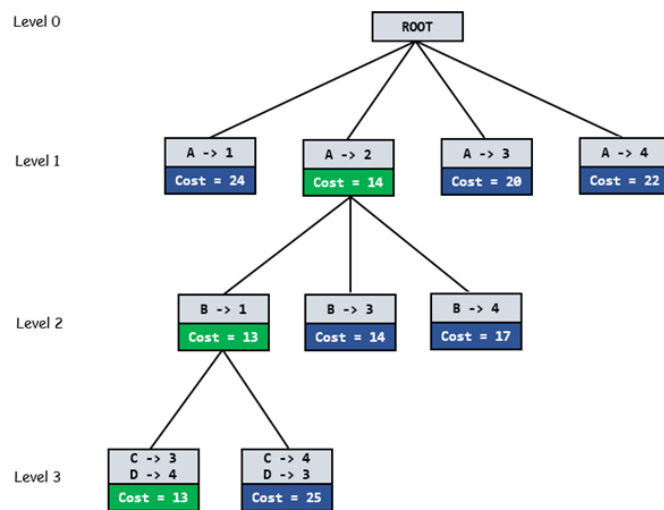 Level 0
ROOT
Level 1
A -> 1
Cost = 24
A -> 2
Cost = 14
A -> 3
Cost = 20
A -> 4
Cost = 22
Level 2
B -> 1
Cost = 13
B -> 3
Cost = 14
B -> 4
Cost = 17
Level 3
C -> 3
D -> 4
Cost = 13
C -> 4
D -> 3
Cost = 25